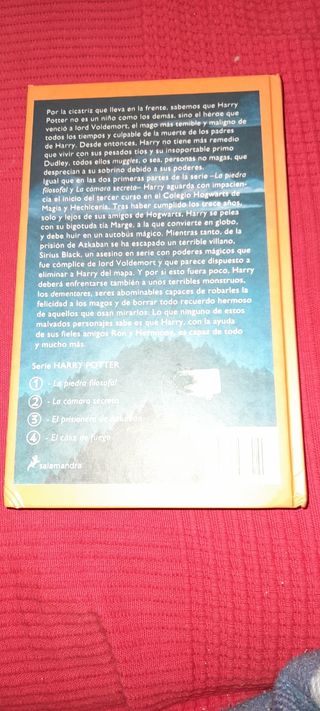 Por la cicatriz que lleva en la frente, sabemos que Harry
Potter no es un niño como los demás, sino el héroe que
venció a lord Voldemort, el mago más temible y maligno de
todos los tiempos y culpable de la muerte de los padres
de Harry. Desde entonces, Harry no tiene más remedio
que vivir con sus pesados tíos y su insoportable primo
Dudley, todos ellos muggles, o sea, personas no magas, que
desprecian a su sobrino debido a sus poderes.
Igual que en las dos primeras partes de la serie –La piedra
filosofal y La cámara secreta– Harry aguarda con impacien-
cia el inicio del tercer curso en el Colegio Hogwarts de
Magia y Hechicería. Tras haber cumplido los trece años,
solo y lejos de sus amigos de Hogwarts, Harry se pelea
con su bigotuda tía Marge, a la que convierte en globo,
y debe huir en un autobús mágico. Mientras tanto, de la
prisión de Azkaban se ha escapado un terrible villano,
Sirius Black, un asesino en serie con poderes mágicos que
fue cómplice de lord Voldemort y que parece dispuesto a
eliminar a Harry del mapa. Y por si esto fuera poco, Harry
deberá enfrentarse también a unos terribles monstruos,
los dementores, seres abominables capaces de robarles la
felicidad a los magos y de borrar todo recuerdo hermoso
de aquellos que osan mirarlos. Lo que ninguno de estos
malvados personajes sabe es que Harry, con la ayuda
de sus fieles amigos Ron y Hermione, es capaz de todo
y mucho más.
Serie HARRY POTTER
1 - La piedra filosofal
2 - La cámara secreta
3 - El prisionero de Azkaban
4 - El cáliz de fuego
salamandra